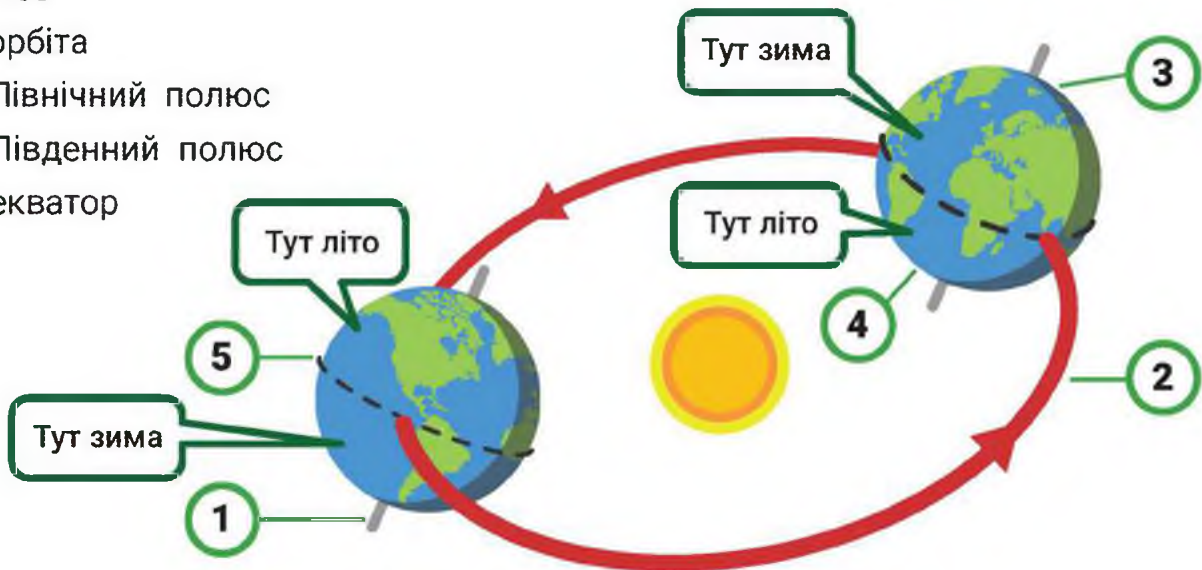 орбіта
Північний полюс
Південний полюс
екватор
Тут зима
3
Тут літо
Тут літо
4
5
2
Тут зима
1